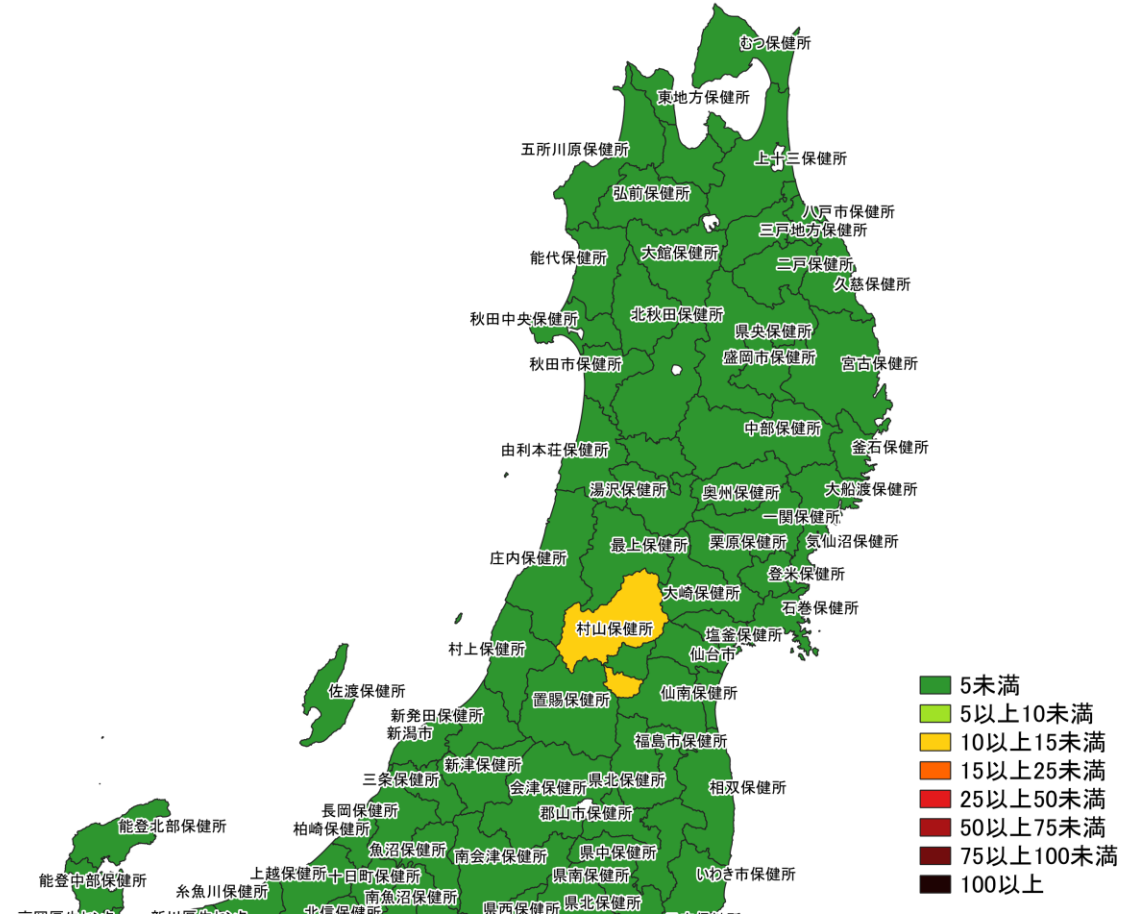 むつ保健所
東地方保健所
五所川原保健所
上十三保健所
弘前保健所
八戸市保健所
三戸地方保健所
大館保健所
能代保健所
二戸保健所
久慈保健所
北秋田保健所
秋田中央保健所
県央保健所
盛岡市保健所
秋田市保健所
宮古保健所
中部保健所
由利本荘保健所
釜石保健所
湯沢保健所
奥州保健所
大船渡保健所
一関保健所
最上保健所
栗原保健所
気仙沼保健所
庄内保健所
登米保健所
大崎保健所
石巻保健所
村山保健所
塩釜保健所
村上保健所
仙台市
佐渡保健所
置賜保健所
仙南保健所
新発田保健所
新潟市
福島市保健所
新津保健所
三条保健所
会津保健所
県北保健所
相双保健所
長岡保健所
郡山市保健所
柏崎保健所
能登北部保健所
魚沼保健所
南会津保健所
県中保健所
上越保健所
十日町保健所
県南保健所
いわき市保健所
能登中部保健所
糸魚川保健所
南魚沼保健所
県西保健所
県北保健所
北信保健所
5未満
5以上10未満
10以上15未満
15以上25未満
25以上50未満
50以上75未満
75以上100未満
100以上